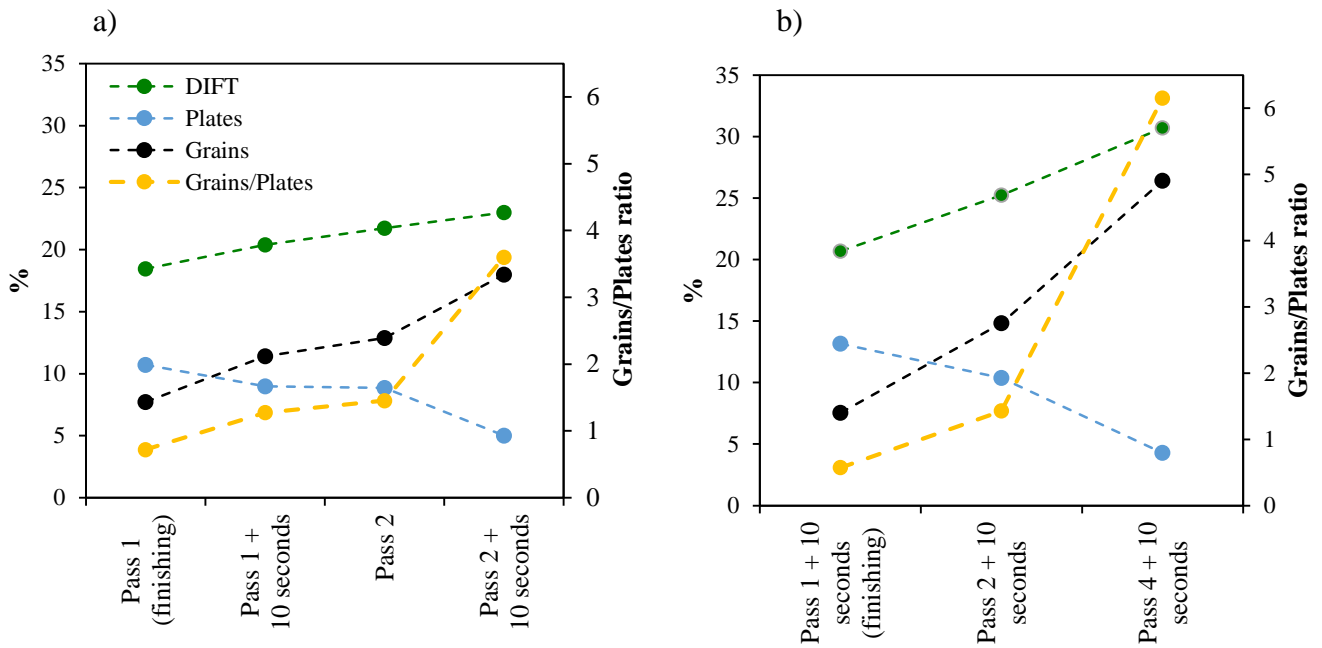 a)
35
30
25
20
15
10
5
0
%
DIFT
Plates
Grains
Grains/Plates
6
5
4
3
2
1
0
Grains/Plates ratio
Pass 1
(finishing)
Pass 1 +
10 seconds
Pass 2
Pass 2 +
10 seconds
b)
35
30
25
20
15
10
5
0
%
6
5
4
3
2
1
0
Grains/Plates ratio
Pass 1 + 10
seconds
(finishing)
Pass 2 + 10
seconds
Pass 4 + 10
seconds